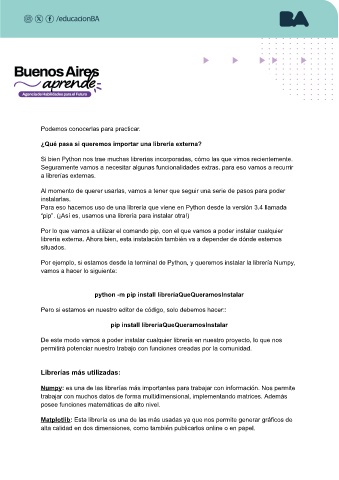 /educacionBA
BA
Buenos Aires
aprende
Agencia de Habilidades para el Futuro
Podemos conocerlas para practicar.
¿Qué pasa si queremos importar una librería externa?
Si bien Python nos trae muchas librerías incorporadas, cómo las que vimos recientemente.
Seguramente vamos a necesitar algunas funcionalidades extras, para eso vamos a recurrir
a librerías externas.
Al momento de querer usarlas, vamos a tener que seguir una serie de pasos para poder
instalarlas.
Para eso hacemos uso de una librería que viene en Python desde la versión 3.4 llamada
"pip". (¡Así es, usamos una librería para instalar otra!)
Por lo que vamos a utilizar el comando pip, con el que vamos a poder instalar cualquier
librería externa. Ahora bien, esta instalación también va a depender de dónde estemos
situados.
Por ejemplo, si estamos desde la terminal de Python, y queremos instalar la librería Numpy,
vamos a hacer lo siguiente:
python -m pip install libreriaQueQueramosInstalar
Pero si estamos en nuestro editor de código, solo debemos hacer::
pip install libreriaQueQueramosInstalar
De este modo vamos a poder instalar cualquier librería en nuestro proyecto, lo que nos
permitirá potenciar nuestro trabajo con funciones creadas por la comunidad.
Librerías más utilizadas:
Numpy: es una de las librerías más importantes para trabajar con información. Nos permite
trabajar con muchos datos de forma multidimensional, implementando matrices. Además
posee funciones matemáticas de alto nivel.
Matplotlib: Esta librería es una de las más usadas ya que nos permite generar gráficos de
alta calidad en dos dimensiones, como también publicarlos online o en papel.